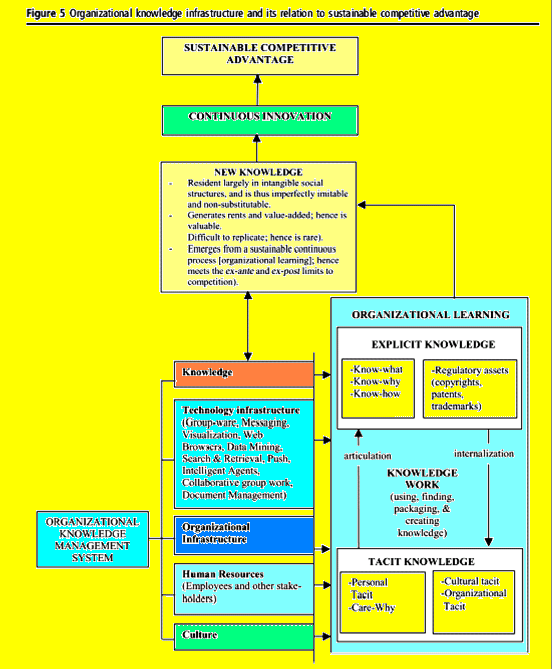 Figure 5 Organizational knowledge infrastructure and its relation to sustainable competitive advantage
SUSTAINABLE COMPETITIVE
ADVANTAGE
CONTINUOUS INNOVATION
NEW KNOWLEDGE
- Resident largely in intangible social
structures, and is thus imperfectly imitable
and non-substitutable.
- Generates rents and value-added; hence is
valuable.
Difficult to replicate; hence is rare).
- Emerges from a sustainable continuous
process [organizational learning]; hence
meets the ex-ante and ex-post limits to
competition).
ORGANIZATIONAL LEARNING
EXPLICIT KNOWLEDGE
-Know-what
-Know-why
-Know-how
-Regulatory assets
(copyrights,
patents,
trademarks)
articulation
internalization
KNOWLEDGE
WORK
(using, finding,
packaging, &
creating
knowledge)
TACIT KNOWLEDGE
-Personal
Tacit
-Care-Why
-Cultural tacit
-Organizational
Tacit
Knowledge
Technology infrastructure
(Group-ware, Messaging,
Visualization, Web
Browsers, Data Mining,
Search & Retrieval, Push,
Intelligent Agents,
Collaborative group work,
Document Management)
Organizational
Infrastructure
Human Resources
(Employees and other stake-
holders)
Culture
ORGANIZATIONAL
KNOWLEDGE
MANAGEMENT
SYSTEM